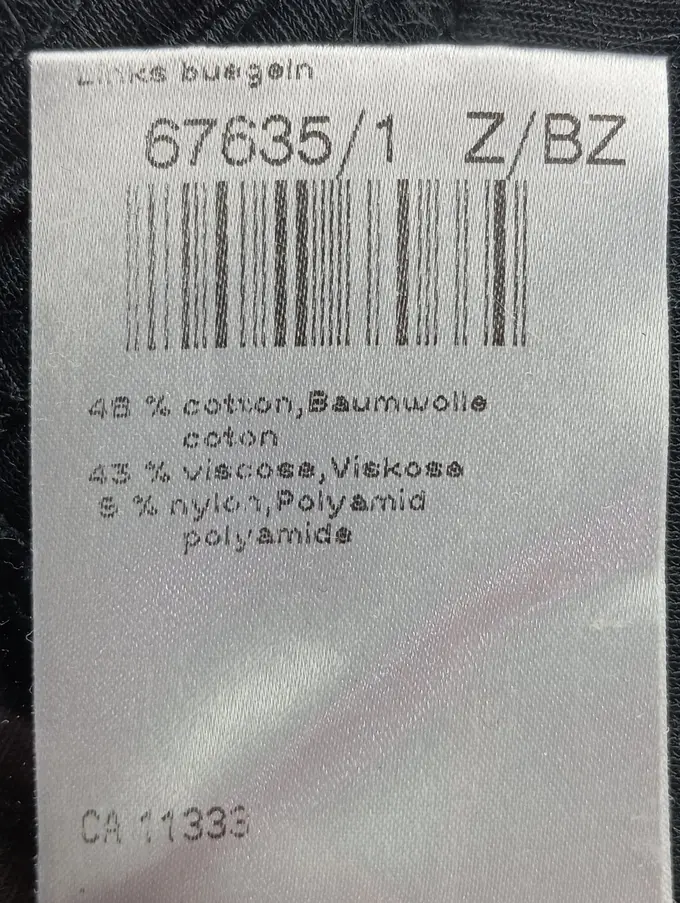 Links buegeln
67635/1 Z/BZ
48 % cotton,Baumwolle
coton
43 % viscose,Viskose
9 % nylon,Polyamid
polyamide
CA 11333